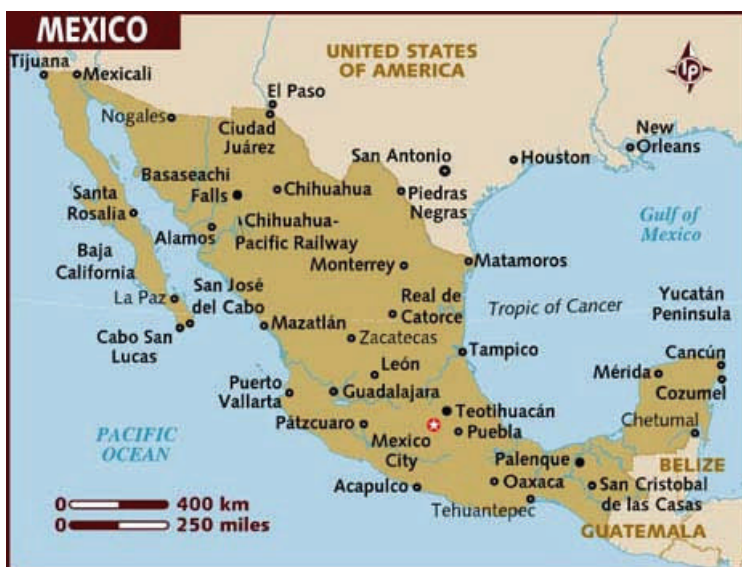 MEXICO
UNITED STATES
OF AMERICA
lp
Tijuana
Mexicali
El Paso
Nogales
Ciudad
Juárez
New
Orleans
San Antonio
Houston
Basaseachi
Falls
Chihuahua
Piedras
Negras
Santa
Rosalia
Gulf of
Mexico
Alamos
Chihuahua-
Pacific Railway
Baja
California
Monterrey
Matamoros
La Paz
San José
del Cabo
Real de
Catorce
Tropic of Cancer
Yucatán
Peninsula
Cabo San
Lucas
Mazatlán
Zacatecas
Tampico
Cancún
León
Mérida
Puerto
Vallarta
Guadalajara
Cozumel
Teotihuacán
Chetumal
Pátzcuaro
Puebla
PACIFIC
OCEAN
Mexico
City
Palenque
BELIZE
Acapulco
Oaxaca
San Cristobal
de las Casas
Tehuantepec
GUATEMALA
0 400 km
0 250 miles